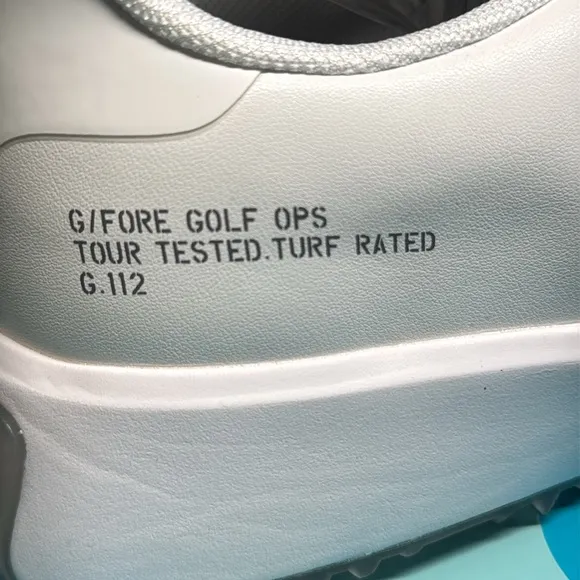 G/FORE GOLF OPS
TOUR TESTED.TURF RATED
G.112